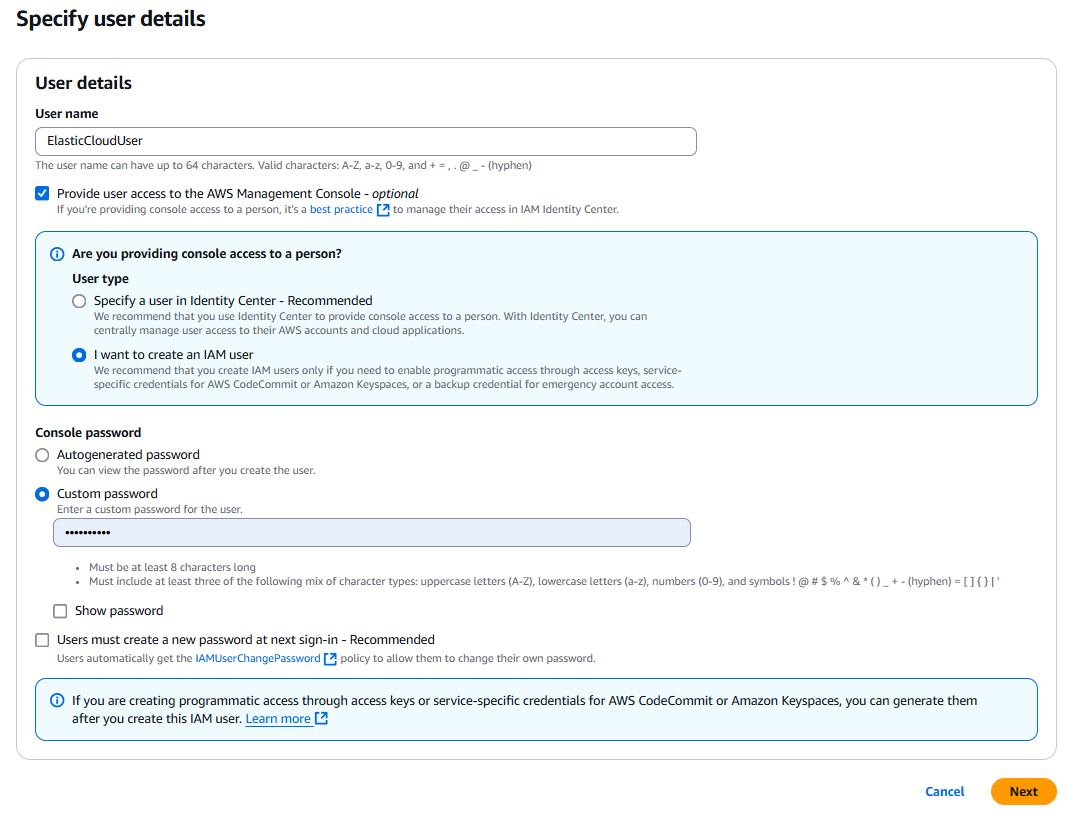 Specify user details
User details
User name
ElasticCloudUser
The user name can have up to 64 characters. Valid characters: A-Z, a-z, 0-9, and + = , . @ _ - (hyphen)
Provide user access to the AWS Management Console - optional
If you're providing console access to a person, it's a best practice to manage their access in IAM Identity Center.
Are you providing console access to a person?
User type
Specify a user in Identity Center - Recommended
We recommend that you use Identity Center to provide console access to a person. With Identity Center, you can
centrally manage user access to their AWS accounts and cloud applications.
I want to create an IAM user
We recommend that you create IAM users only if you need to enable programmatic access through access keys, service-
specific credentials for AWS CodeCommit or Amazon Keyspaces, or a backup credential for emergency account access.
Console password
Autogenerated password
You can view the password after you create the user.
Custom password
Enter a custom password for the user.
••••••••••
• Must be at least 8 characters long
• Must include at least three of the following mix of character types: uppercase letters (A-Z), lowercase letters (a-z), numbers (0-9), and symbols ! @ # $ % ^ & * ( ) _ + - (hyphen) = [ ] { } | '
Show password
Users must create a new password at next sign-in - Recommended
Users automatically get the IAMUserChangePassword policy to allow them to change their own password.
If you are creating programmatic access through access keys or service-specific credentials for AWS CodeCommit or Amazon Keyspaces, you can generate them
after you create this IAM user. Learn more
Cancel
Next